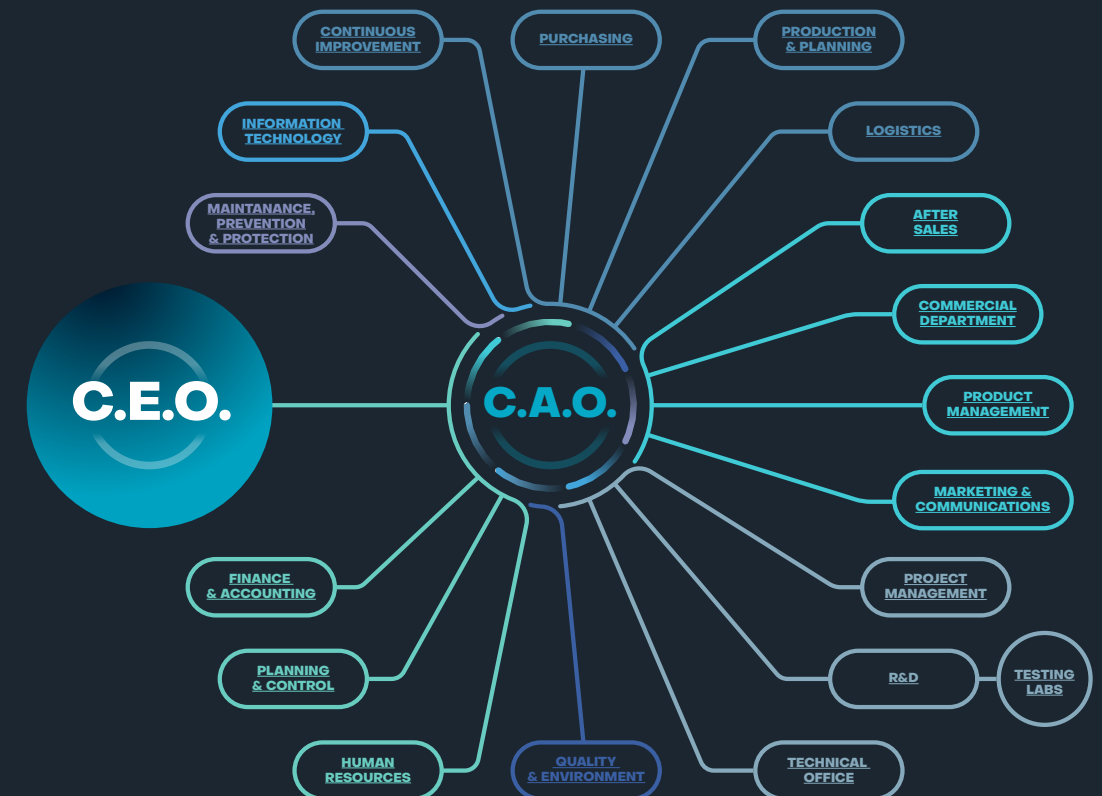 CONTINUOUS
IMPROVEMENT
PURCHASING
PRODUCTION
& PLANNING
INFORMATION
TECHNOLOGY
LOGISTICS
MAINTANANCE,
PREVENTION
& PROTECTION
AFTER
SALES
COMMERCIAL
DEPARTMENT
C.E.O.
C.A.O.
PRODUCT
MANAGEMENT
MARKETING &
COMMUNICATIONS
FINANCE
& ACCOUNTING
PROJECT
MANAGEMENT
PLANNING
& CONTROL
R&D
TESTING
LABS
HUMAN
RESOURCES
QUALITY
& ENVIRONMENT
TECHNICAL
OFFICE